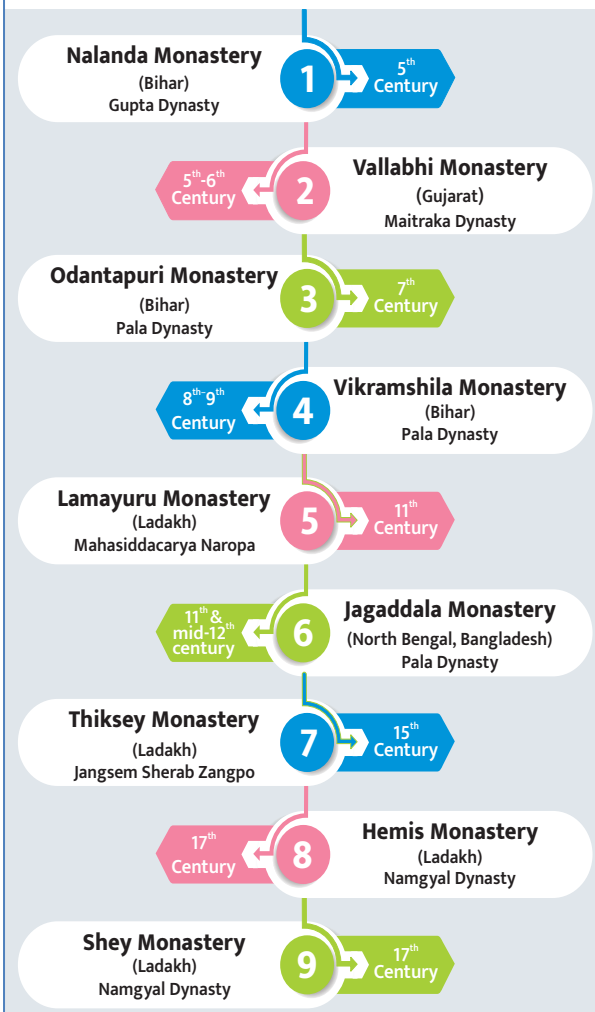 Nalanda Monastery
(Bihar)
Gupta Dynasty
1
5th
Century
5th-6th
Century
2
Vallabhi Monastery
(Gujarat)
Maitraka Dynasty
Odantapuri Monastery
(Bihar)
Pala Dynasty
3
7th
Century
8th-9th
Century
4
Vikramshila Monastery
(Bihar)
Pala Dynasty
Lamayuru Monastery
(Ladakh)
Mahasiddacarya Naropa
5
11th
Century
11th &
mid-12th
century
6
Jagaddala Monastery
(North Bengal, Bangladesh)
Pala Dynasty
Thiksey Monastery
(Ladakh)
Jangsem Sherab Zangpo
7
15th
Century
17th
Century
8
Hemis Monastery
(Ladakh)
Namgyal Dynasty
Shey Monastery
(Ladakh)
Namgyal Dynasty
9
17th
Century